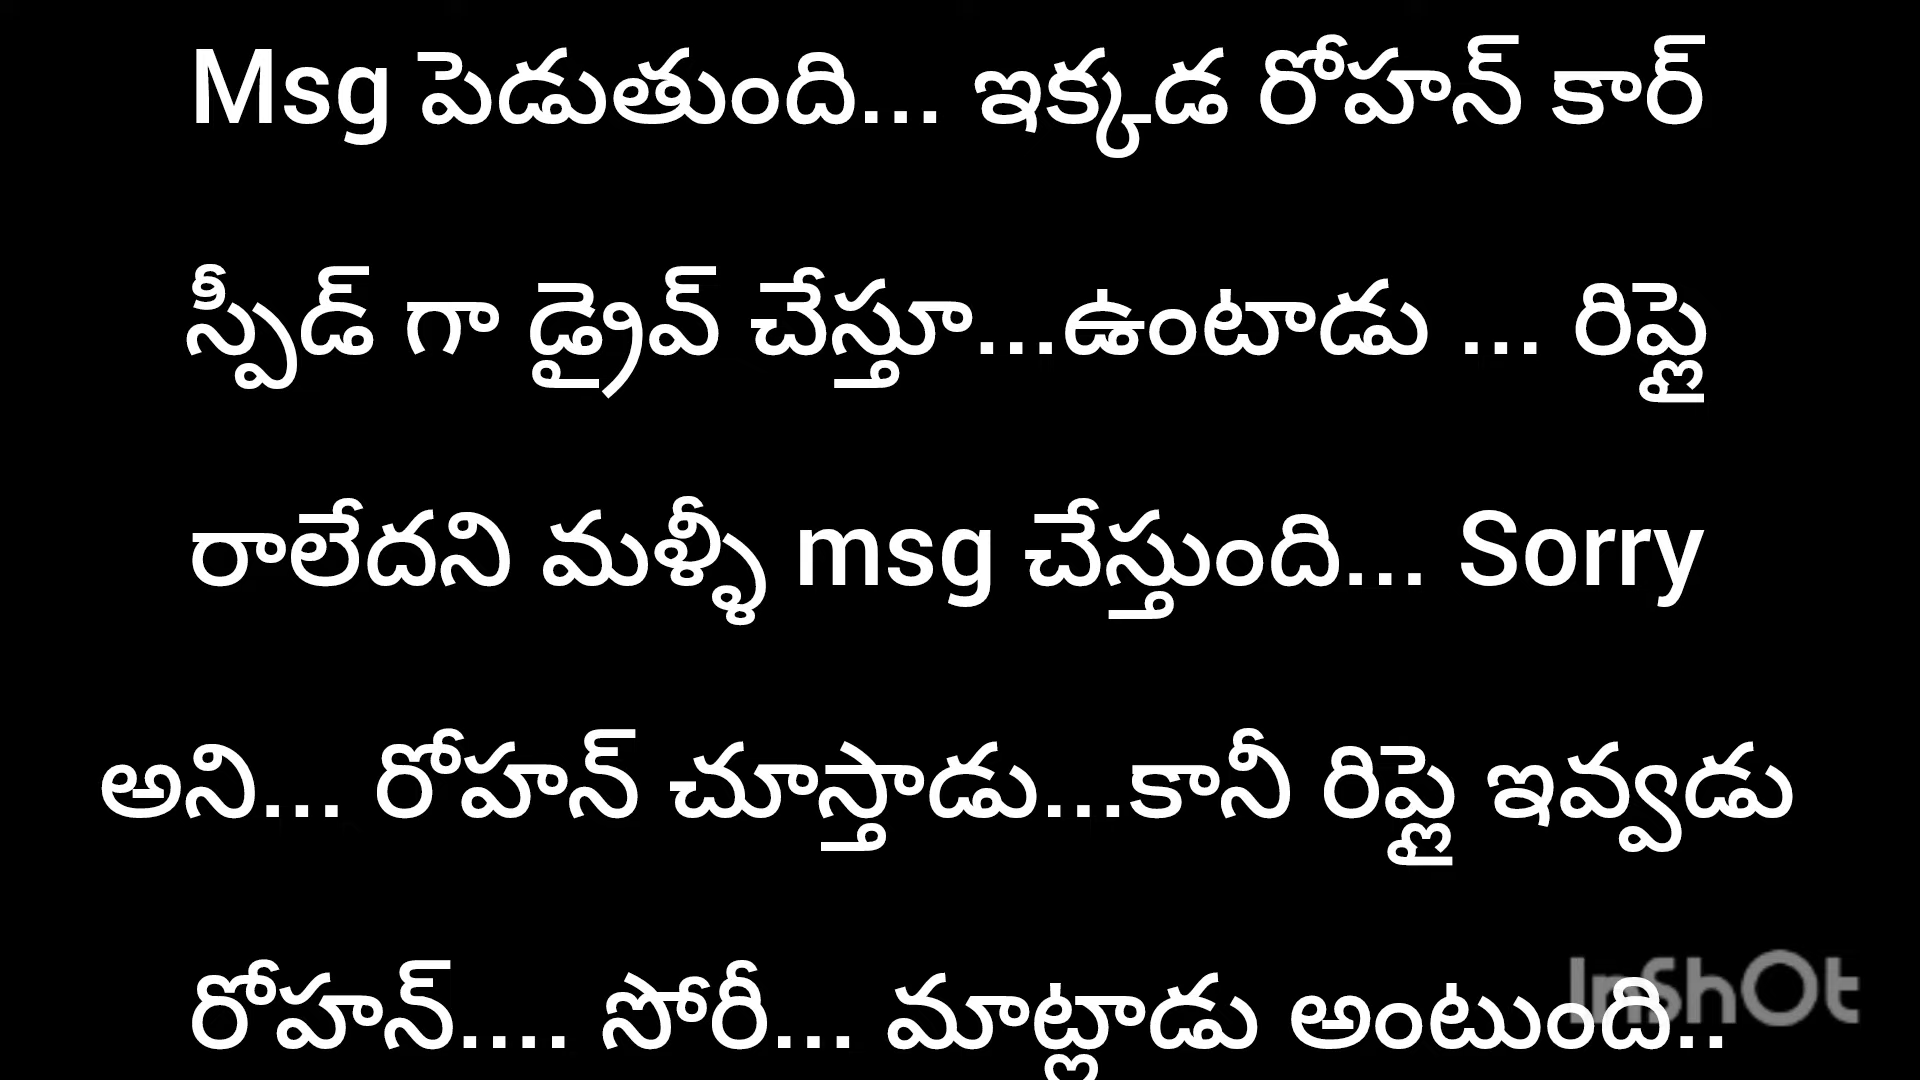 Msg పెడుతుంది... ఇక్కడ రోహన్ కార్
స్పీడ్ గా డ్రైవ్ చేస్తూ...ఉంటాడు ... రిప్లై
రాలేదని మళ్ళీ msg చేస్తుంది... Sorry
అని... రోహన్ చూస్తాడు...కానీ రిప్లై ఇవ్వడు
రోహన్.... సోరీ... మాట్లాడు అంటుంది..
InShOt